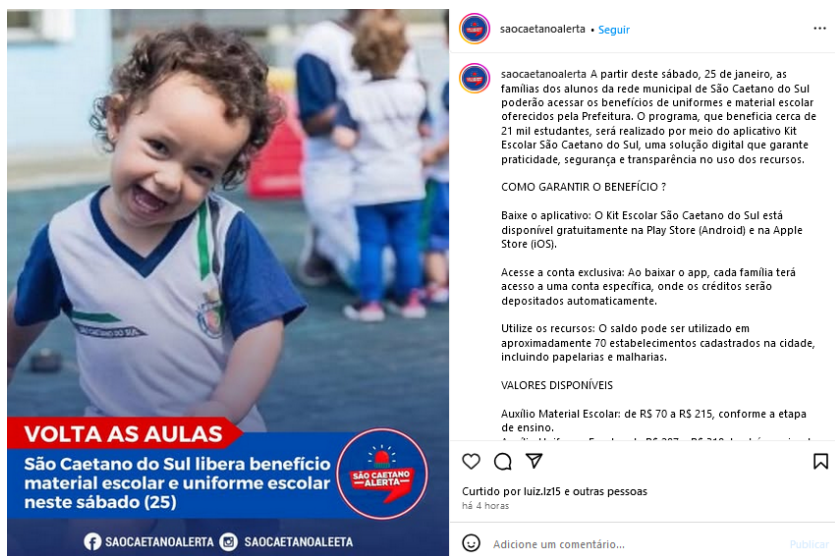 saocaetanoalerta • Seguir
saocaetanoalerta A partir deste sábado, 25 de janeiro, as
famílias dos alunos da rede municipal de São Caetano do Sul
poderão acessar os benefícios de uniformes e material escolar
oferecidos pela Prefeitura. O programa, que beneficia cerca de
21 mil estudantes, será realizado por meio do aplicativo Kit
Escolar São Caetano do Sul, uma solução digital que garante
praticidade, segurança e transparência no uso dos recursos.
COMO GARANTIR O BENEFÍCIO ?
Baixe o aplicativo: O Kit Escolar São Caetano do Sul está
disponível gratuitamente na Play Store (Android) e na Apple
Store (iOS).
Acesse a conta exclusiva: Ao baixar o app, cada família terá
acesso a uma conta específica, onde os créditos serão
depositados automaticamente.
Utilize os recursos: O saldo pode ser utilizado em
aproximadamente 70 estabelecimentos cadastrados na cidade,
incluindo papelarias e malharias.
VALORES DISPONÍVEIS
Auxílio Material Escolar: de R$ 70 a R$ 215, conforme a etapa
de ensino.
Curtido por luiz.lz15 e outras pessoas
há 4 horas
Adicione um comentário...
Publicar
SÃO CAETANO DO SUL
VOLTA AS AULAS
São Caetano do Sul libera benefício
material escolar e uniforme escolar
neste sábado (25)
SÃO CAETANO
ALERTA
SAOCAETANOALERTA SAOCAETANOALEETA